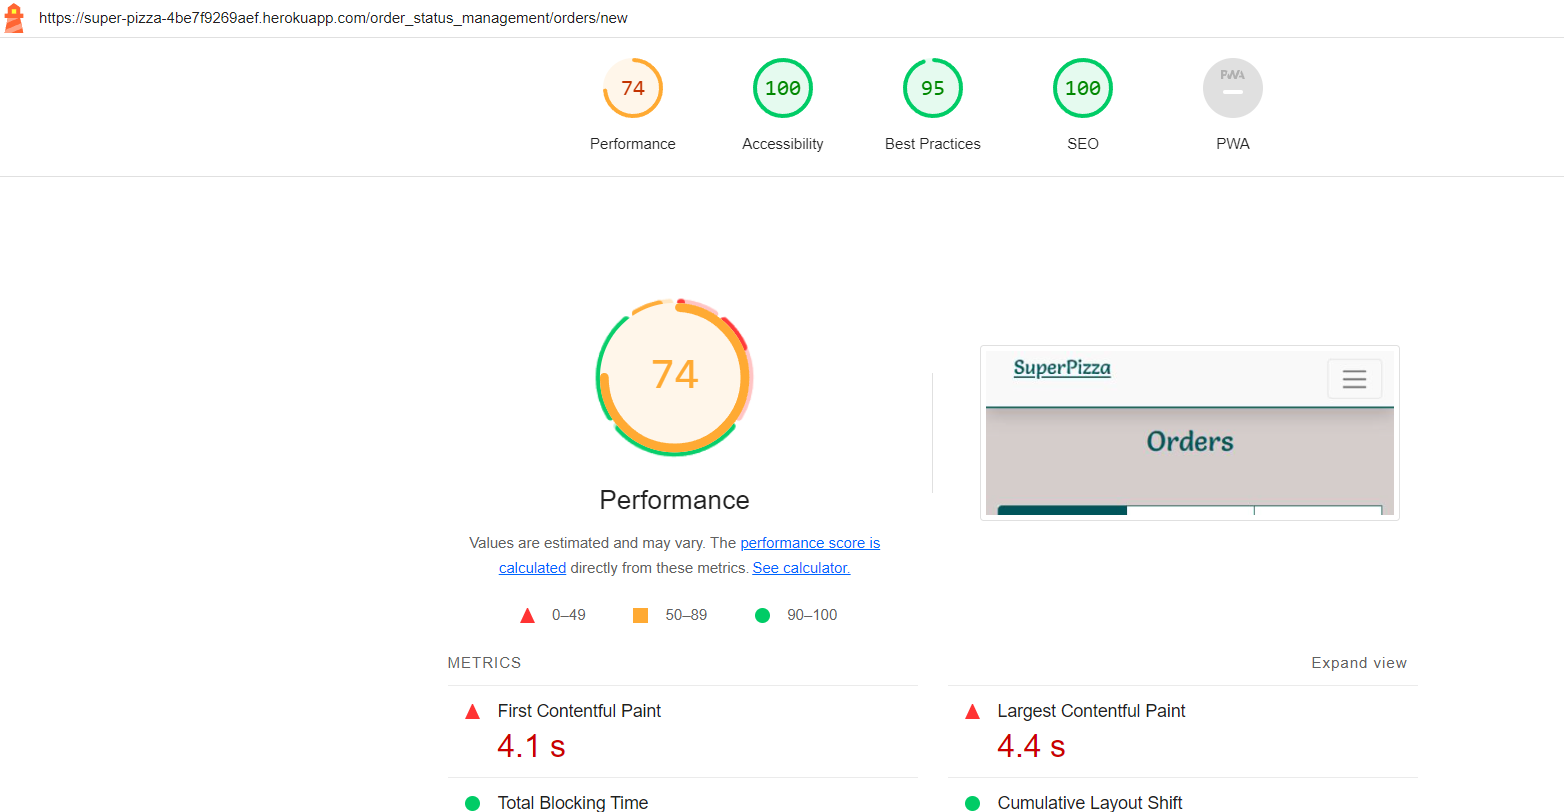 https://super-pizza-4be7f9269aef.herokuapp.com/order_status_management/orders/new
74
100
95
100
PWA
Performance
Accessibility
Best Practices
SEO
PWA
74
Performance
Values are estimated and may vary. The performance score is
calculated directly from these metrics. See calculator.
0–49
50–89
90–100
SuperPizza
Orders
METRICS
Expand view
First Contentful Paint
4.1 s
Largest Contentful Paint
4.4 s
Total Blocking Time
Cumulative Layout Shift